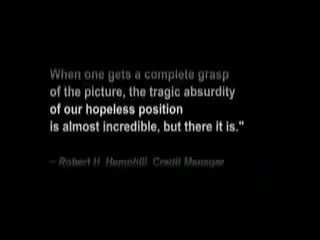 When one gets a complete grasp
of the picture, the tragic absurdity
of our hopeless position
is almost incredible, but there it is."
– Robert H. Hemphill, Credit Manager